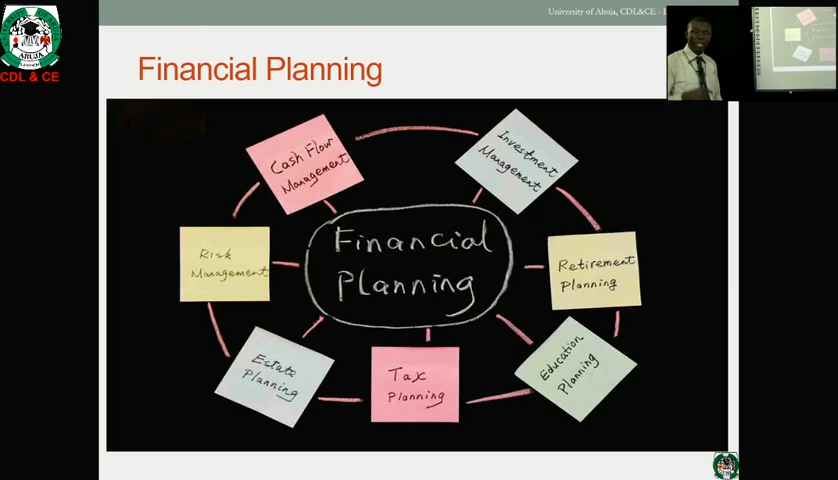 University of Abuja, CDL&CE -
ABUJA
CDL & CE
Financial Planning
Cash Flow
Management
Investment
Management
Financial
Planning
Risk
Management
Retirement
Planning
Estate
Planning
Tax
Planning
Education
Planning